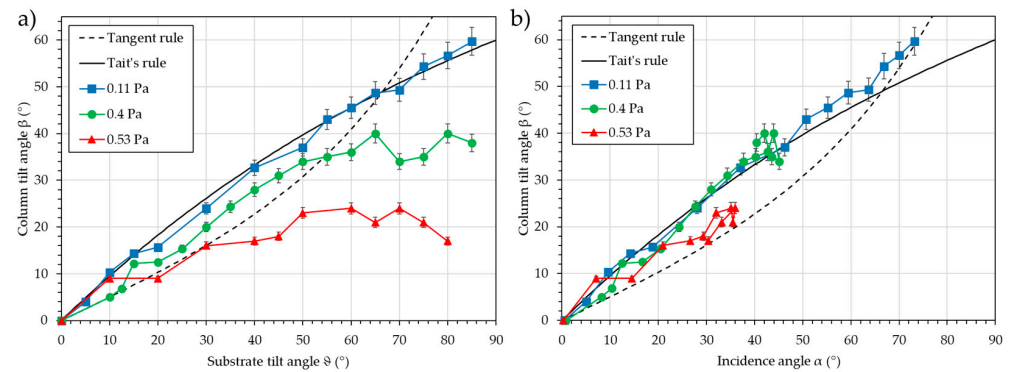 a)
Column tilt angle β (°)
60
50
40
30
20
10
0
Tangent rule
Tait's rule
0.11 Pa
0.4 Pa
0.53 Pa
0 10 20 30 40 50 60 70 80 90
Substrate tilt angle ϑ (°)
b)
Column tilt angle β (°)
60
50
40
30
20
10
0
Tangent rule
Tait's rule
0.11 Pa
0.4 Pa
0.53 Pa
0 10 20 30 40 50 60 70 80 90
Incidence angle α (°)